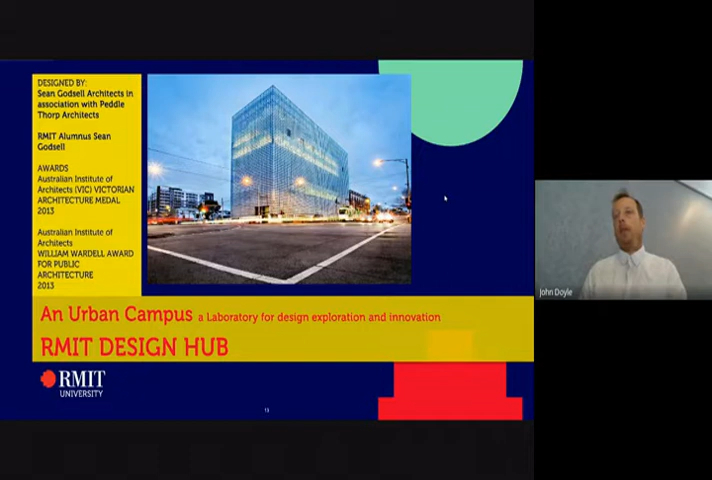 DESIGNED BY:
Sean Godsell Architects in
association with Peddle
Thorp Architects
RMIT Alumnus Sean
Godsell
AWARDS
Australian Institute of
Architects (VIC) VICTORIAN
ARCHITECTURE MEDAL
2013
Australian Institute of
Architects
WILLIAM WARDELL AWARD
FOR PUBLIC
ARCHITECTURE
2013
An Urban Campus a Laboratory for design exploration and innovation
RMIT DESIGN HUB
RMIT
UNIVERSITY
13
John Doyle